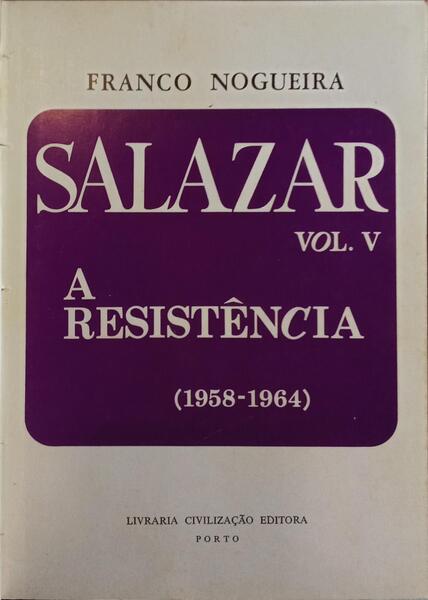 FRANCO NOGUEIRA
SALAZAR
VOL. V
A
RESISTÊNCIA
(1958-1964)
LIVRARIA CIVILIZAÇÃO EDITORA
PORTO